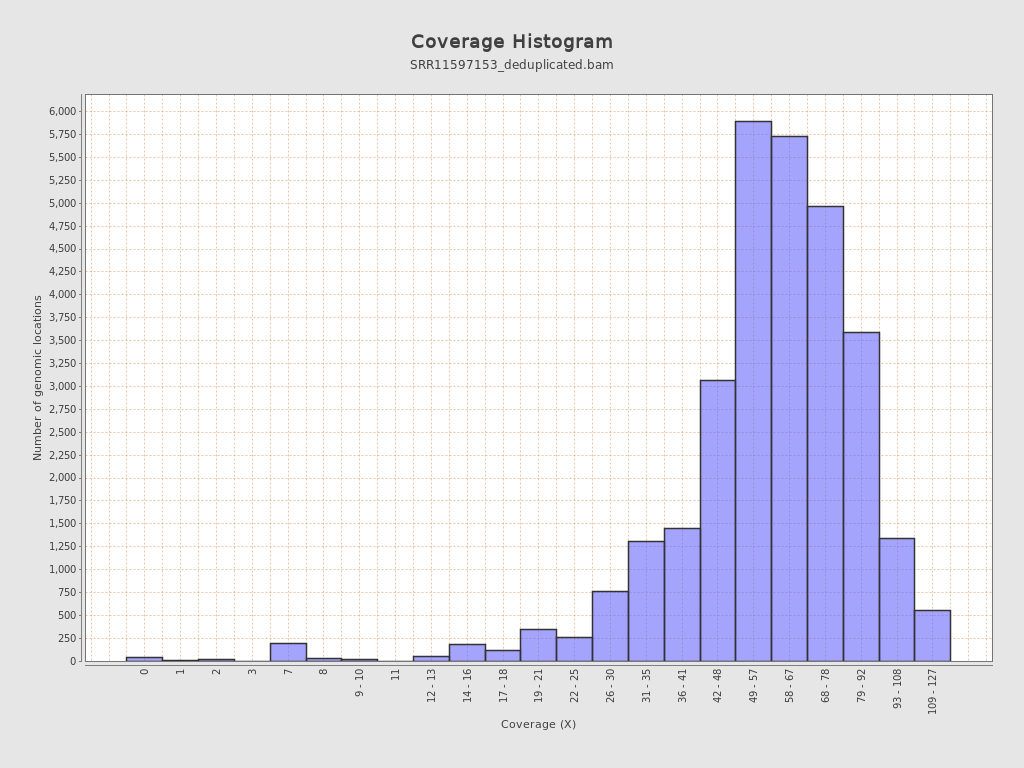 Coverage Histogram
SRR11597153_deduplicated.bam
6,000
5,750
5,500
5,250
5,000
4,750
4,500
4,250
4,000
3,750
3,500
3,250
3,000
2,750
2,500
2,250
2,000
1,750
1,500
1,250
1,000
750
500
250
0
Number of genomic locations
0
1
2
3
7
8
9 - 10
11
12 - 13
14 - 16
17 - 18
19 - 21
22 - 25
26 - 30
31 - 35
36 - 41
42 - 48
49 - 57
58 - 67
68 - 78
79 - 92
93 - 108
109 - 127
Coverage (X)